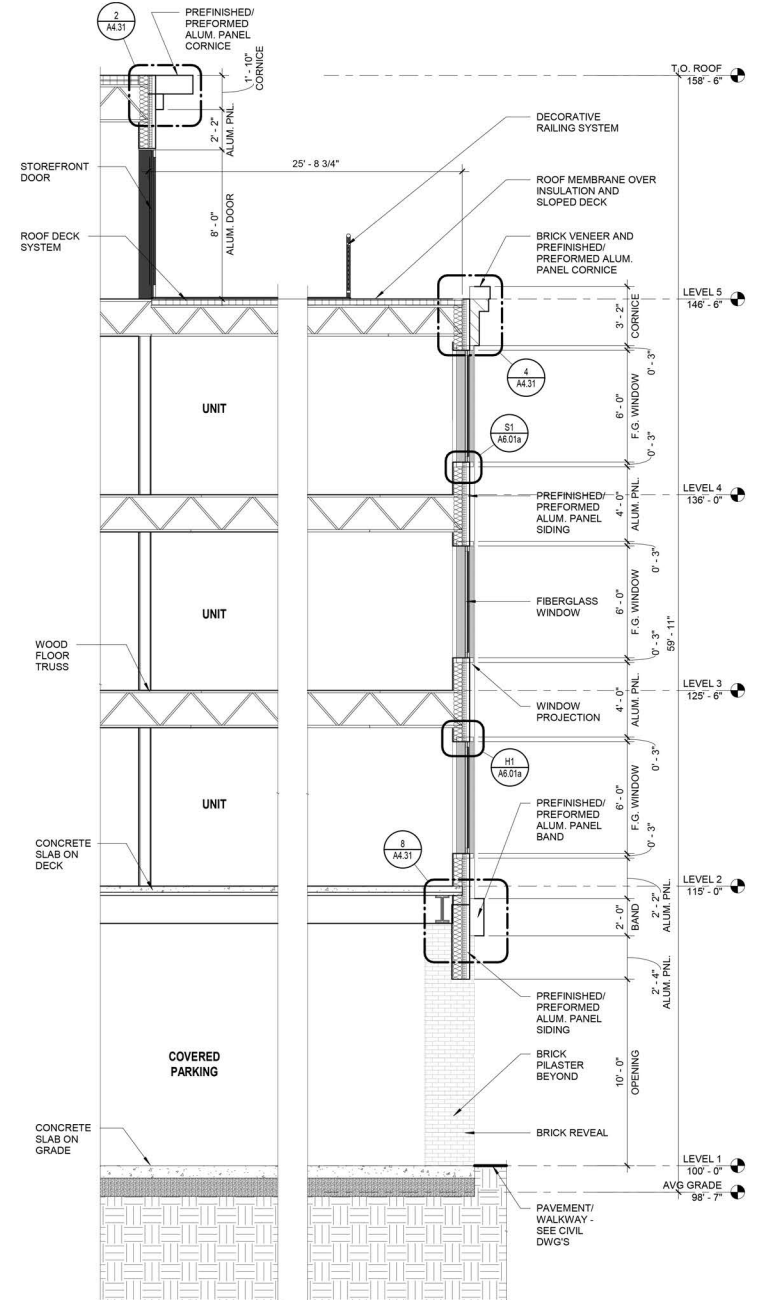 2
A4.31
PREFINISHED/
PREFORMED
ALUM. PANEL
CORNICE
1' - 10"
CORNICE
2' - 2"
ALUM. PNL.
T.O. ROOF
158' - 6"
DECORATIVE
RAILING SYSTEM
STOREFRONT
DOOR
25' - 8 3/4"
ROOF MEMBRANE OVER
INSULATION AND
SLOPED DECK
8' - 0"
ALUM. DOOR
ROOF DECK
SYSTEM
BRICK VENEER AND
PREFINISHED/
PREFORMED ALUM.
PANEL CORNICE
LEVEL 5
146' - 6"
3' - 2"
CORNICE
4
A4.31
0' - 3"
UNIT
6' - 0"
F.G. WINDOW
S1
A6.01a
0' - 3"
LEVEL 4
136' - 0"
PREFINISHED/
PREFORMED
ALUM. PANEL
SIDING
4' - 0"
ALUM. PNL.
0' - 3"
UNIT
FIBERGLASS
WINDOW
6' - 0"
F.G. WINDOW
59' - 11"
0' - 3"
WOOD
FLOOR
TRUSS
LEVEL 3
125' - 6"
WINDOW
PROJECTION
4' - 0"
ALUM. PNL.
0' - 3"
H1
A6.01a
UNIT
PREFINISHED/
PREFORMED
ALUM. PANEL
BAND
6' - 0"
F.G. WINDOW
0' - 3"
CONCRETE
SLAB ON
DECK
8
A4.31
LEVEL 2
115' - 0"
2' - 2"
ALUM. PNL.
2' - 0"
BAND
2' - 4"
ALUM. PNL.
PREFINISHED/
PREFORMED
ALUM. PANEL
SIDING
COVERED
PARKING
BRICK
PILASTER
BEYOND
10' - 0"
OPENING
CONCRETE
SLAB ON
GRADE
BRICK REVEAL
LEVEL 1
100' - 0"
AVG GRADE
98' - 7"
PAVEMENT/
WALKWAY -
SEE CIVIL
DWG'S